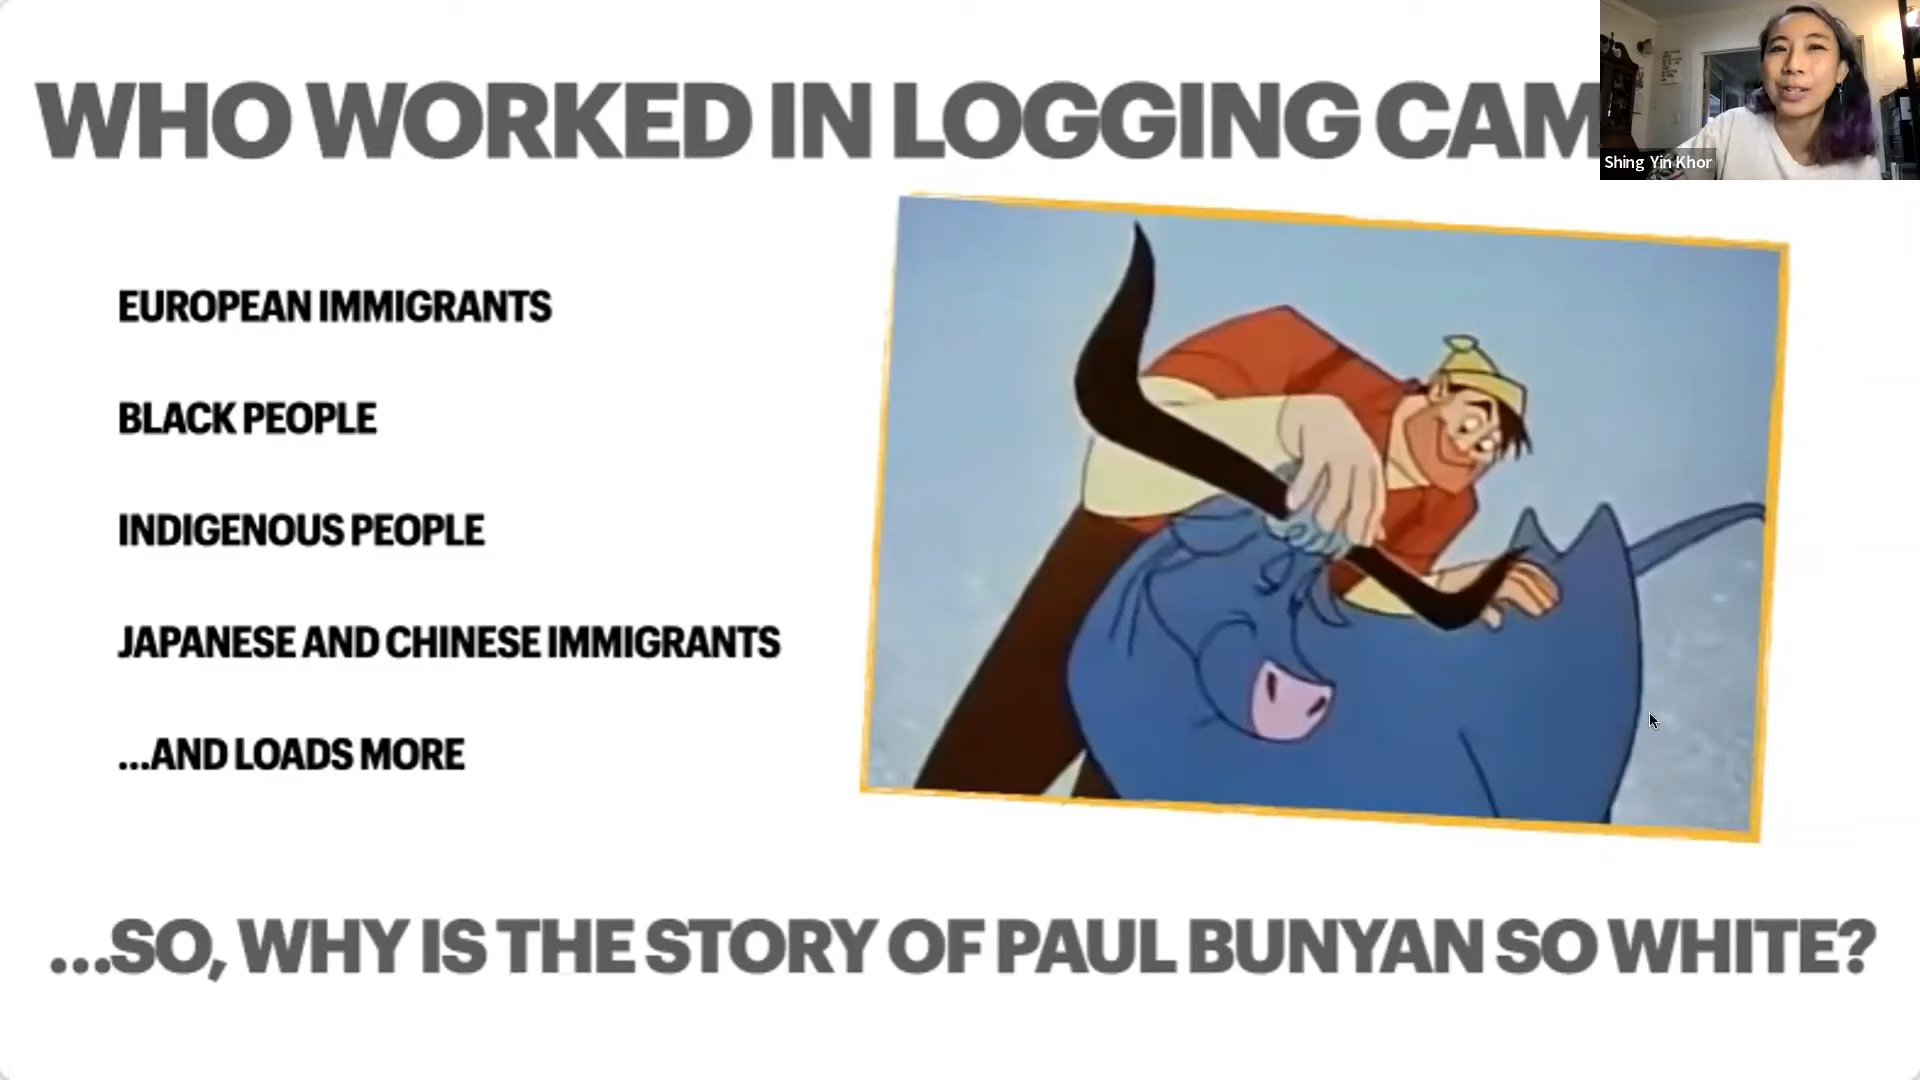 WHO WORKED IN LOGGING CAM
Shing Yin Khor
EUROPEAN IMMIGRANTS
BLACK PEOPLE
INDIGENOUS PEOPLE
JAPANESE AND CHINESE IMMIGRANTS
...AND LOADS MORE
...SO, WHY IS THE STORY OF PAUL BUNYAN SO WHITE?